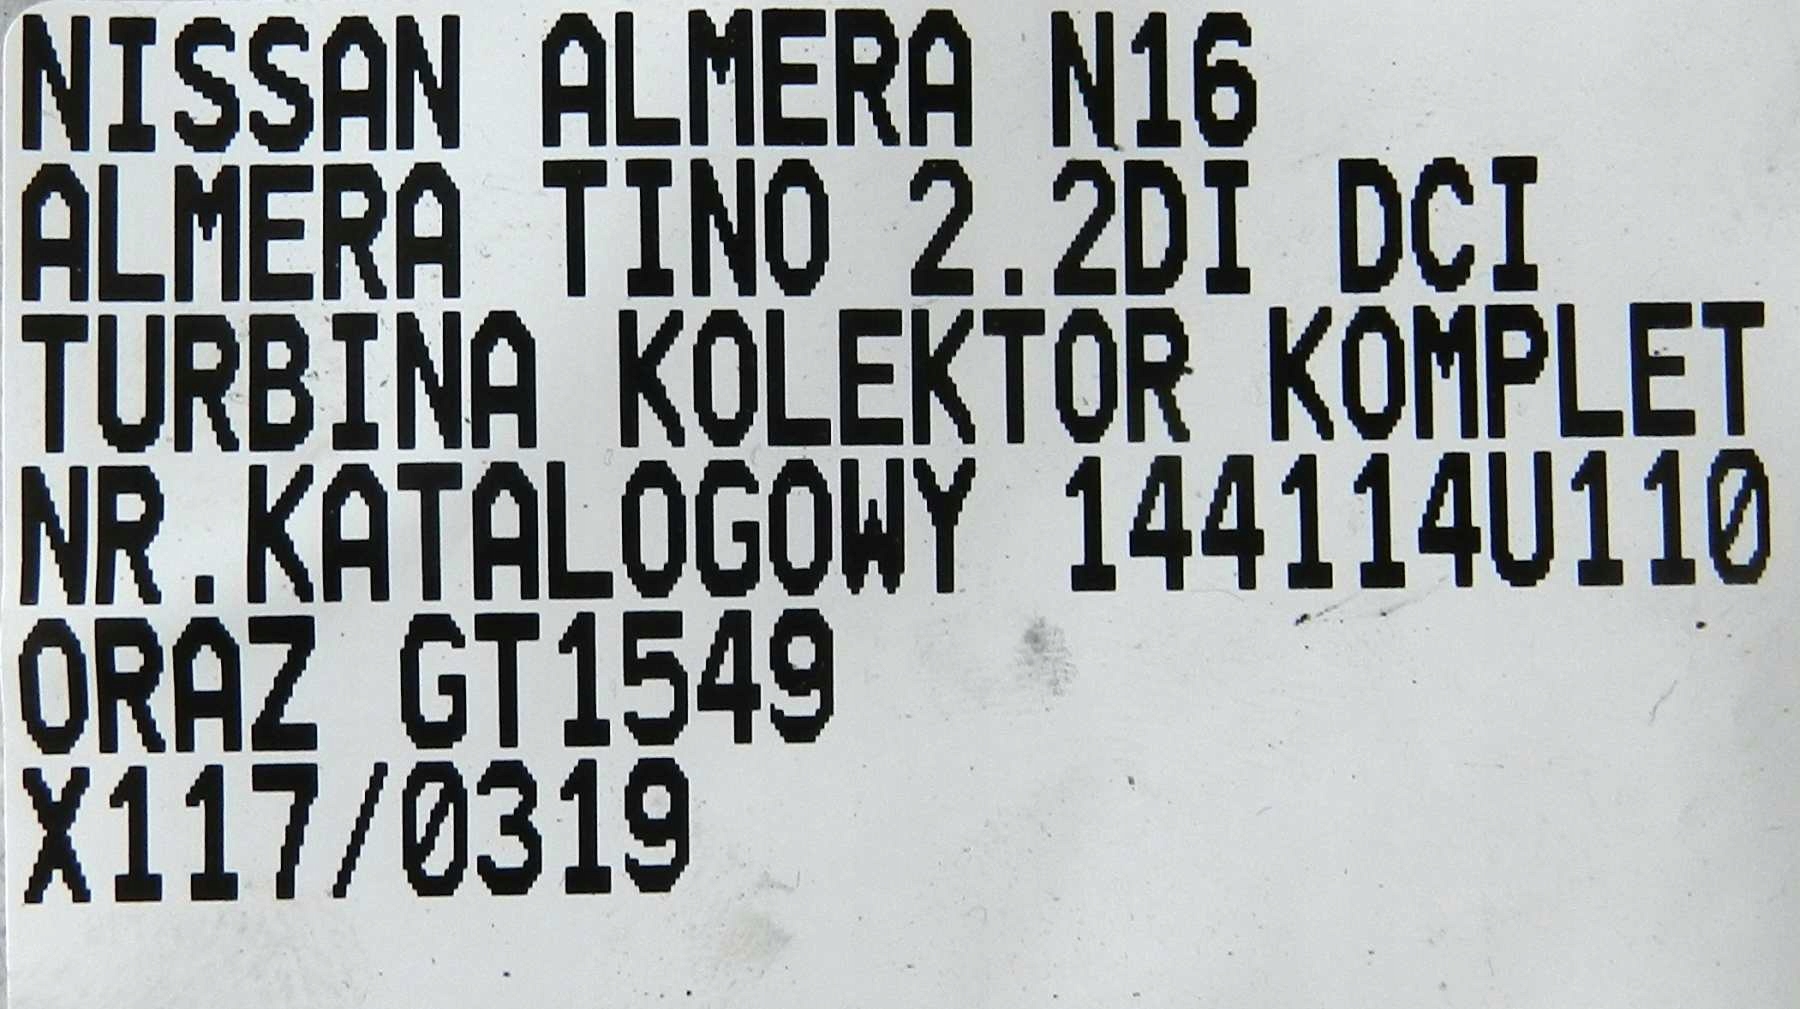 NISSAN ALMERA N16
ALMERA TINO 2.2DI DCI
TURBINA KOLEKTOR KOMPLET
NR.KATALOGOWY 144114U110
ORAZ GT1549
X117/0319